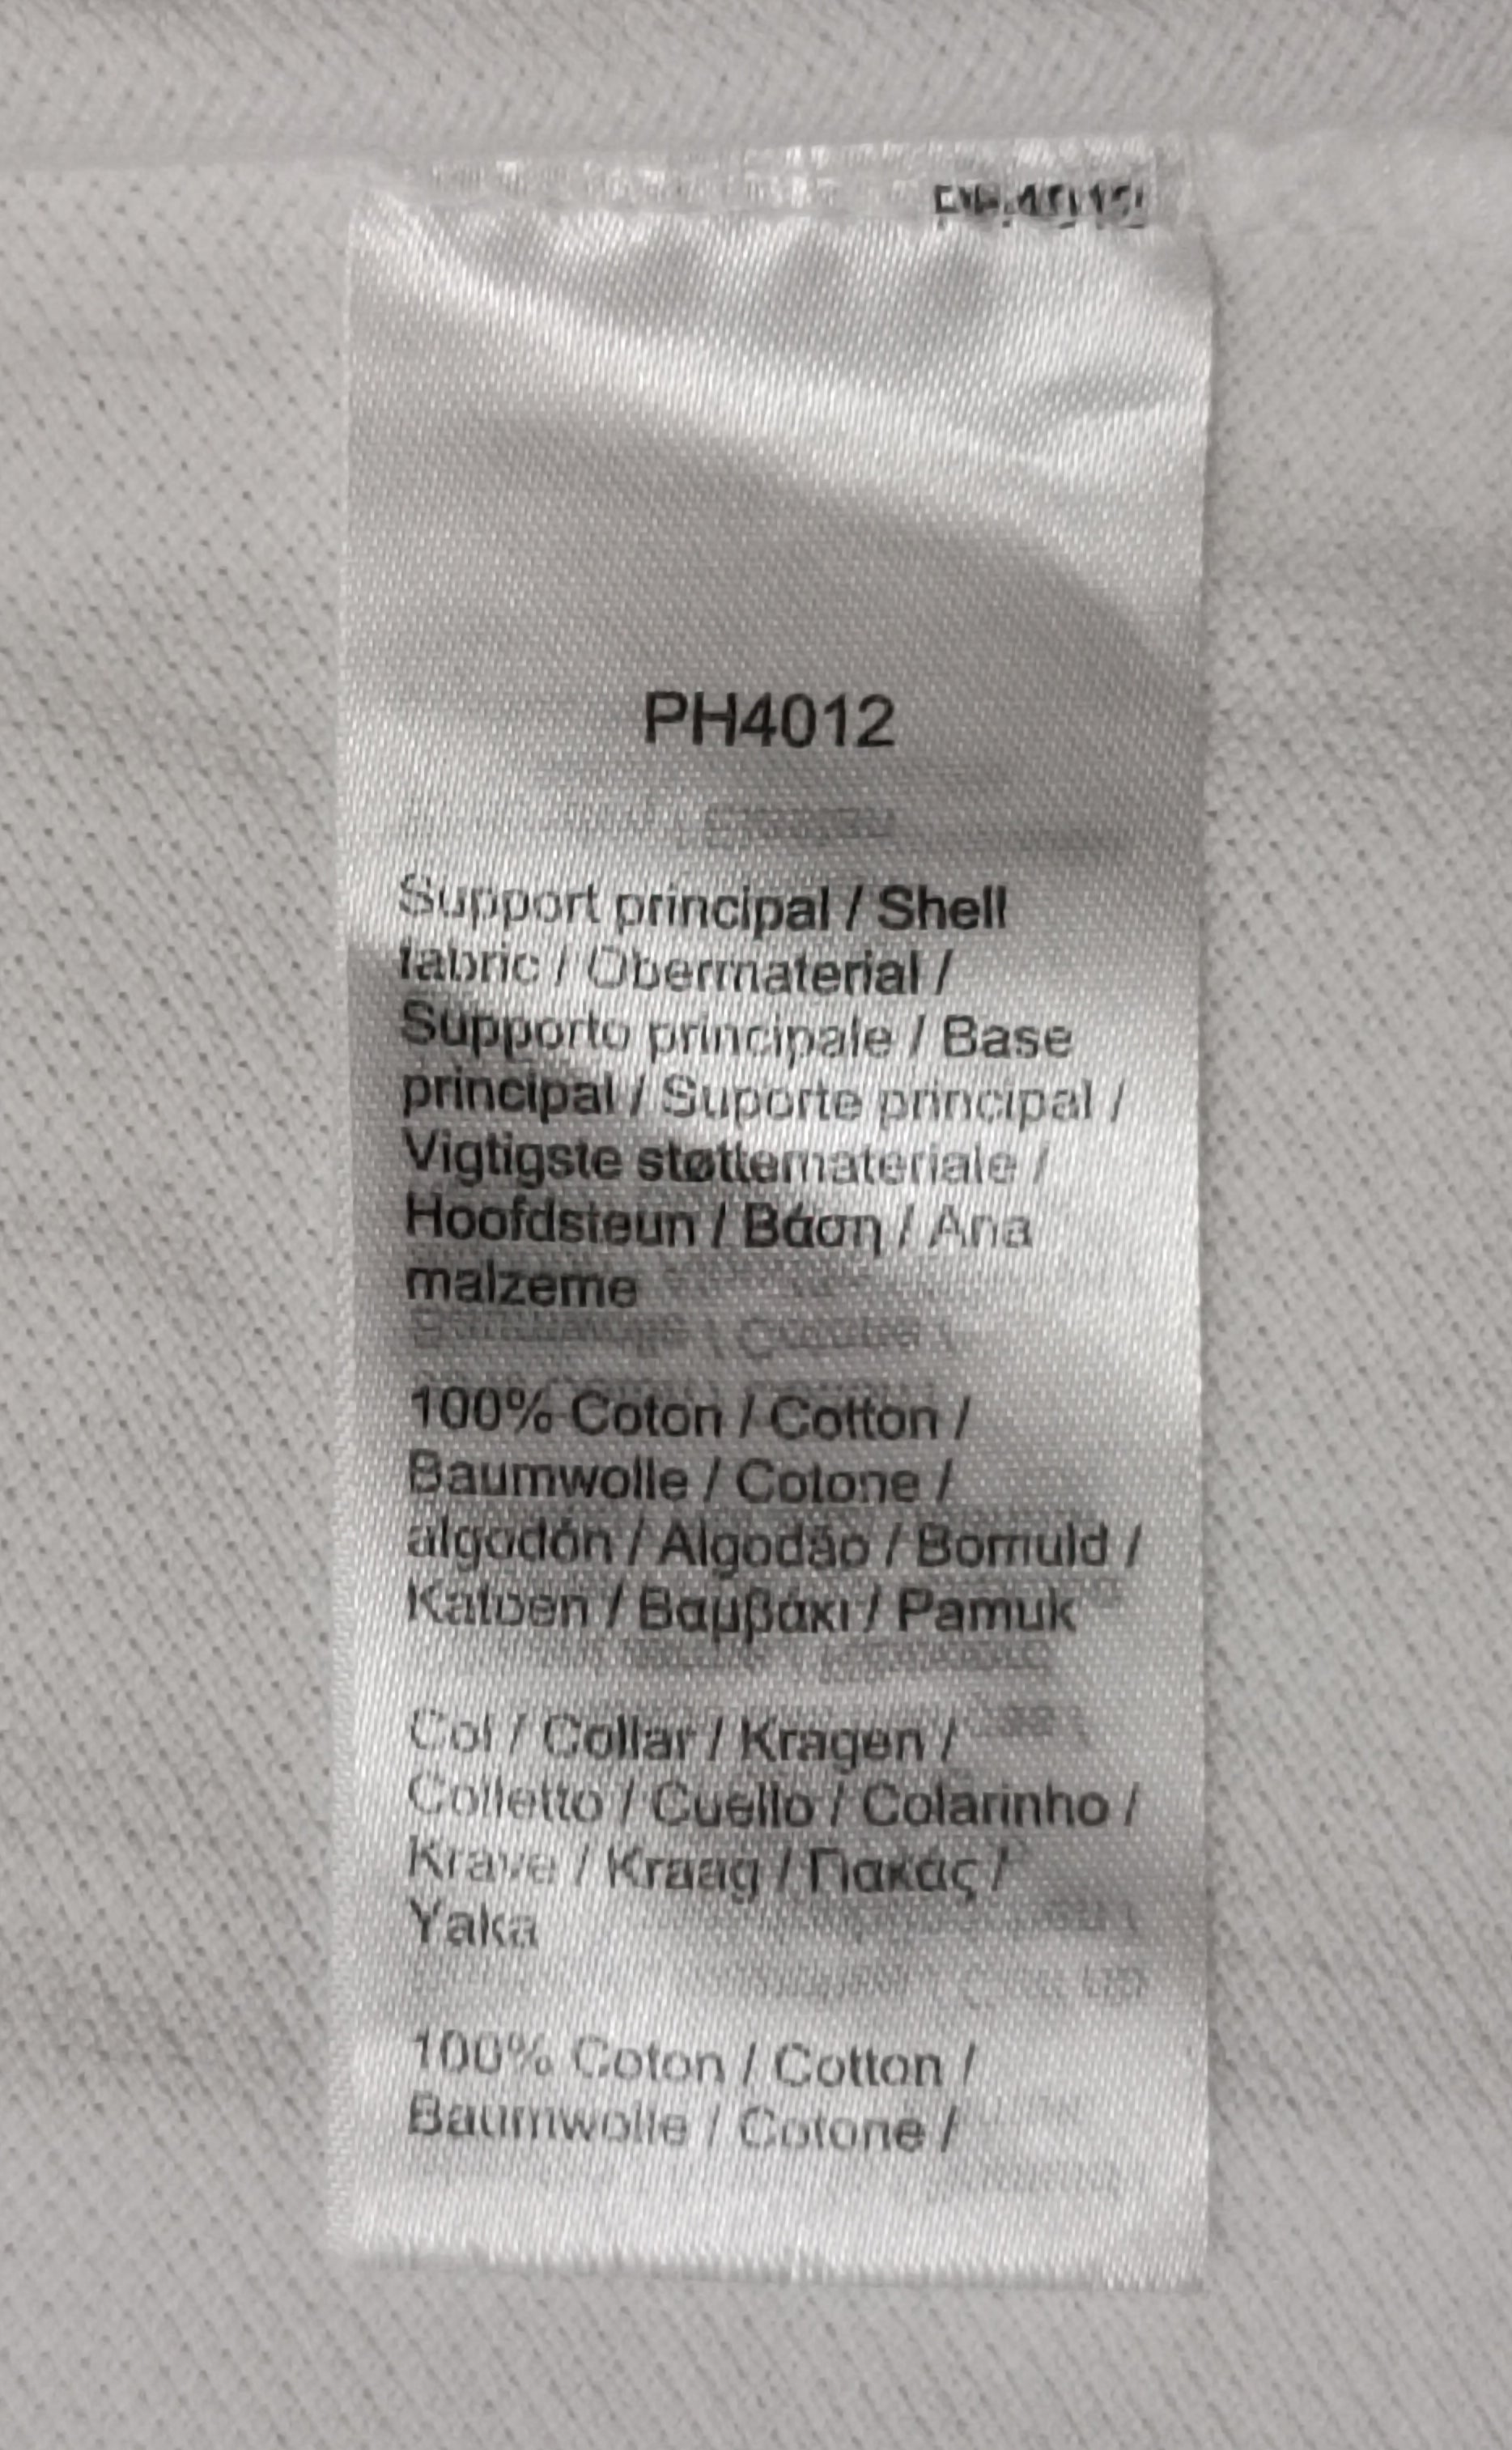 PH4012
PH4012
Support principal / Shell
fabric / Obermaterial /
Supporto principale / Base
principal / Suporte principal /
Vigtigste støttemateriale /
Hoofdsteun / Βάση / Ana
malzeme
100% Coton / Cotton /
Baumwolle / Cotone /
algodón / Algodão / Bomuld /
Katoen / Βαμβάκι / Pamuk
Col / Collar / Kragen /
Colletto / Cuello / Colarinho /
Krave / Kraag / Γιακάς /
Yaka
100% Coton / Cotton /
Baumwolle / Cotone /